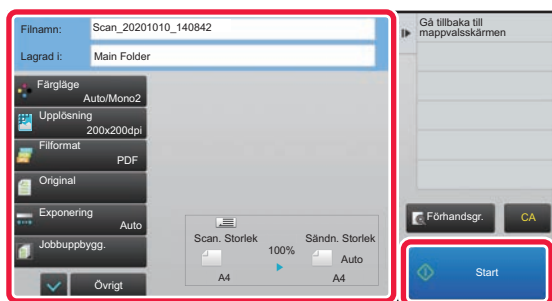 Filnamn: Scan_20201010_140842
Lagrad i: Main Folder
Färgläge
Auto/Mono2
Upplösning
200x200dpi
Filformat
PDF
Original
Exponering
Auto
Jobbuppbygg.
Övrigt
Scan. Storlek
100%
Sändn. Storlek
Auto
A4
A4
Gå tillbaka till
mappvalsskärmen
Förhandsgr.
CA
Start